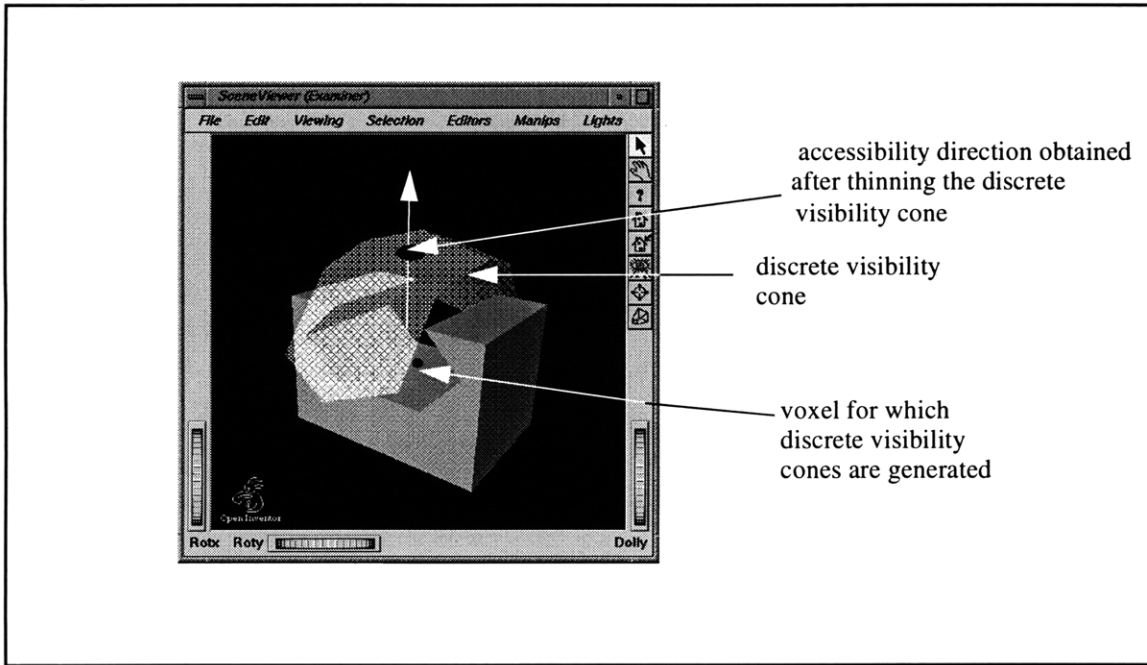 SceneViewer (Examiner)
File Edit Viewing Selection Editors Manips Lights
accessibility direction obtained
after thinning the discrete
visibility cone
discrete visibility
cone
voxel for which
discrete visibility
cones are generated
?
Open Inventor
Rotx Roty Dolly